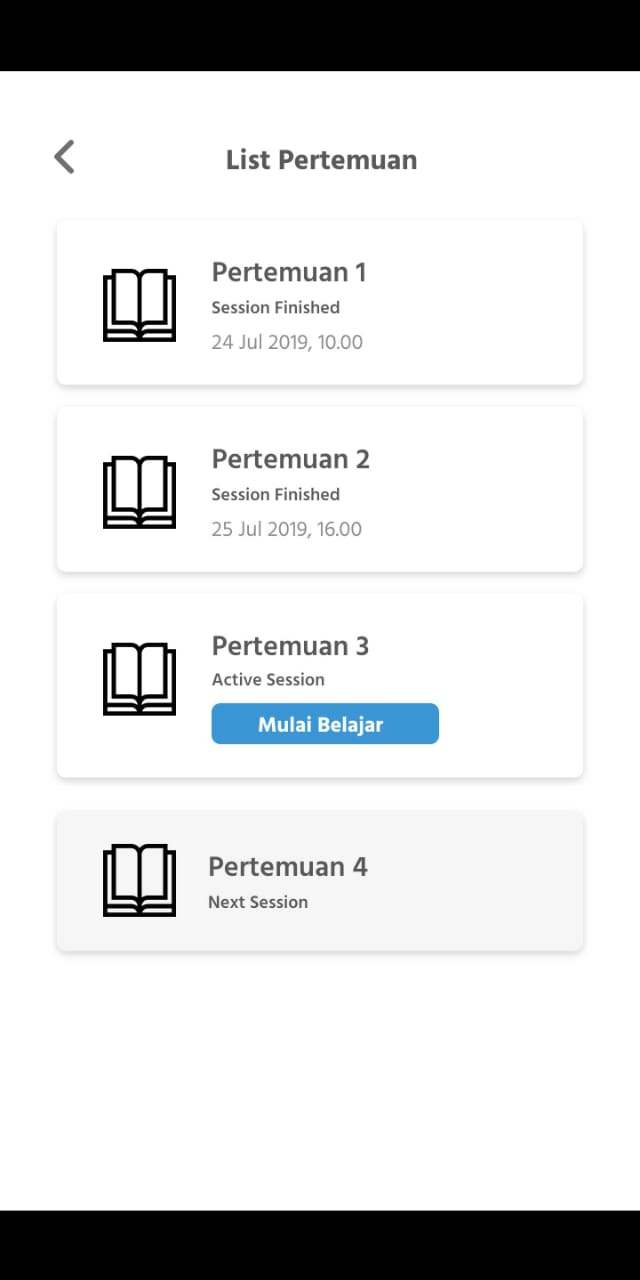 List Pertemuan
Pertemuan 1
Session Finished
24 Jul 2019, 10.00
Pertemuan 2
Session Finished
25 Jul 2019, 16.00
Pertemuan 3
Active Session
Mulai Belajar
Pertemuan 4
Next Session